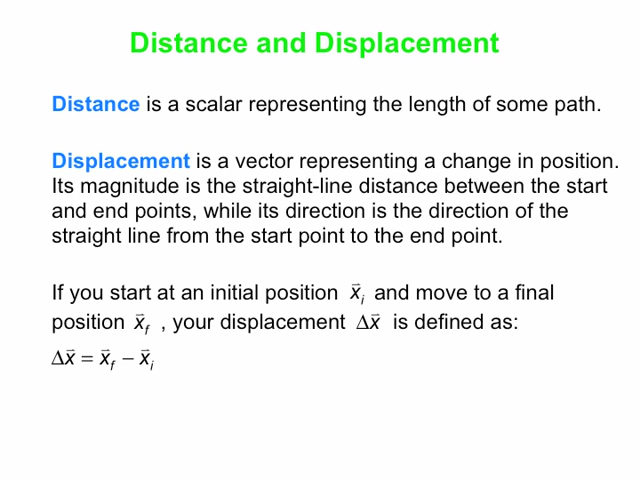 Distance and Displacement
Distance is a scalar representing the length of some path.
Displacement is a vector representing a change in position.
Its magnitude is the straight-line distance between the start
and end points, while its direction is the direction of the
straight line from the start point to the end point.
If you start at an initial position x⃗ᵢ and move to a final
position x⃗_f , your displacement Δx⃗ is defined as:
Δx⃗ = x⃗_f − x⃗ᵢ